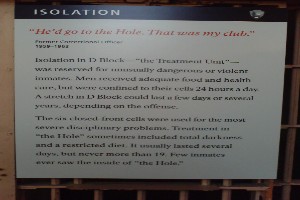 ISOLATION
"He'd go to the Hole. That was my club."
Former Correctional Officer
1959-1963
Isolation in D Block—"the Treatment Unit"—
was reserved for unusually dangerous or violent
inmates. Men received adequate food and health
care, but were confined to their cells 24 hours a day.
A stretch in D Block could last a few days or several
years, depending on the offense.
The six closed-front cells were used for the most
severe disciplinary problems. Treatment in
"the Hole" sometimes included total darkness
and a restricted diet. It usually lasted several
days, but never more than 19. Few inmates
ever saw the inside of "the Hole."